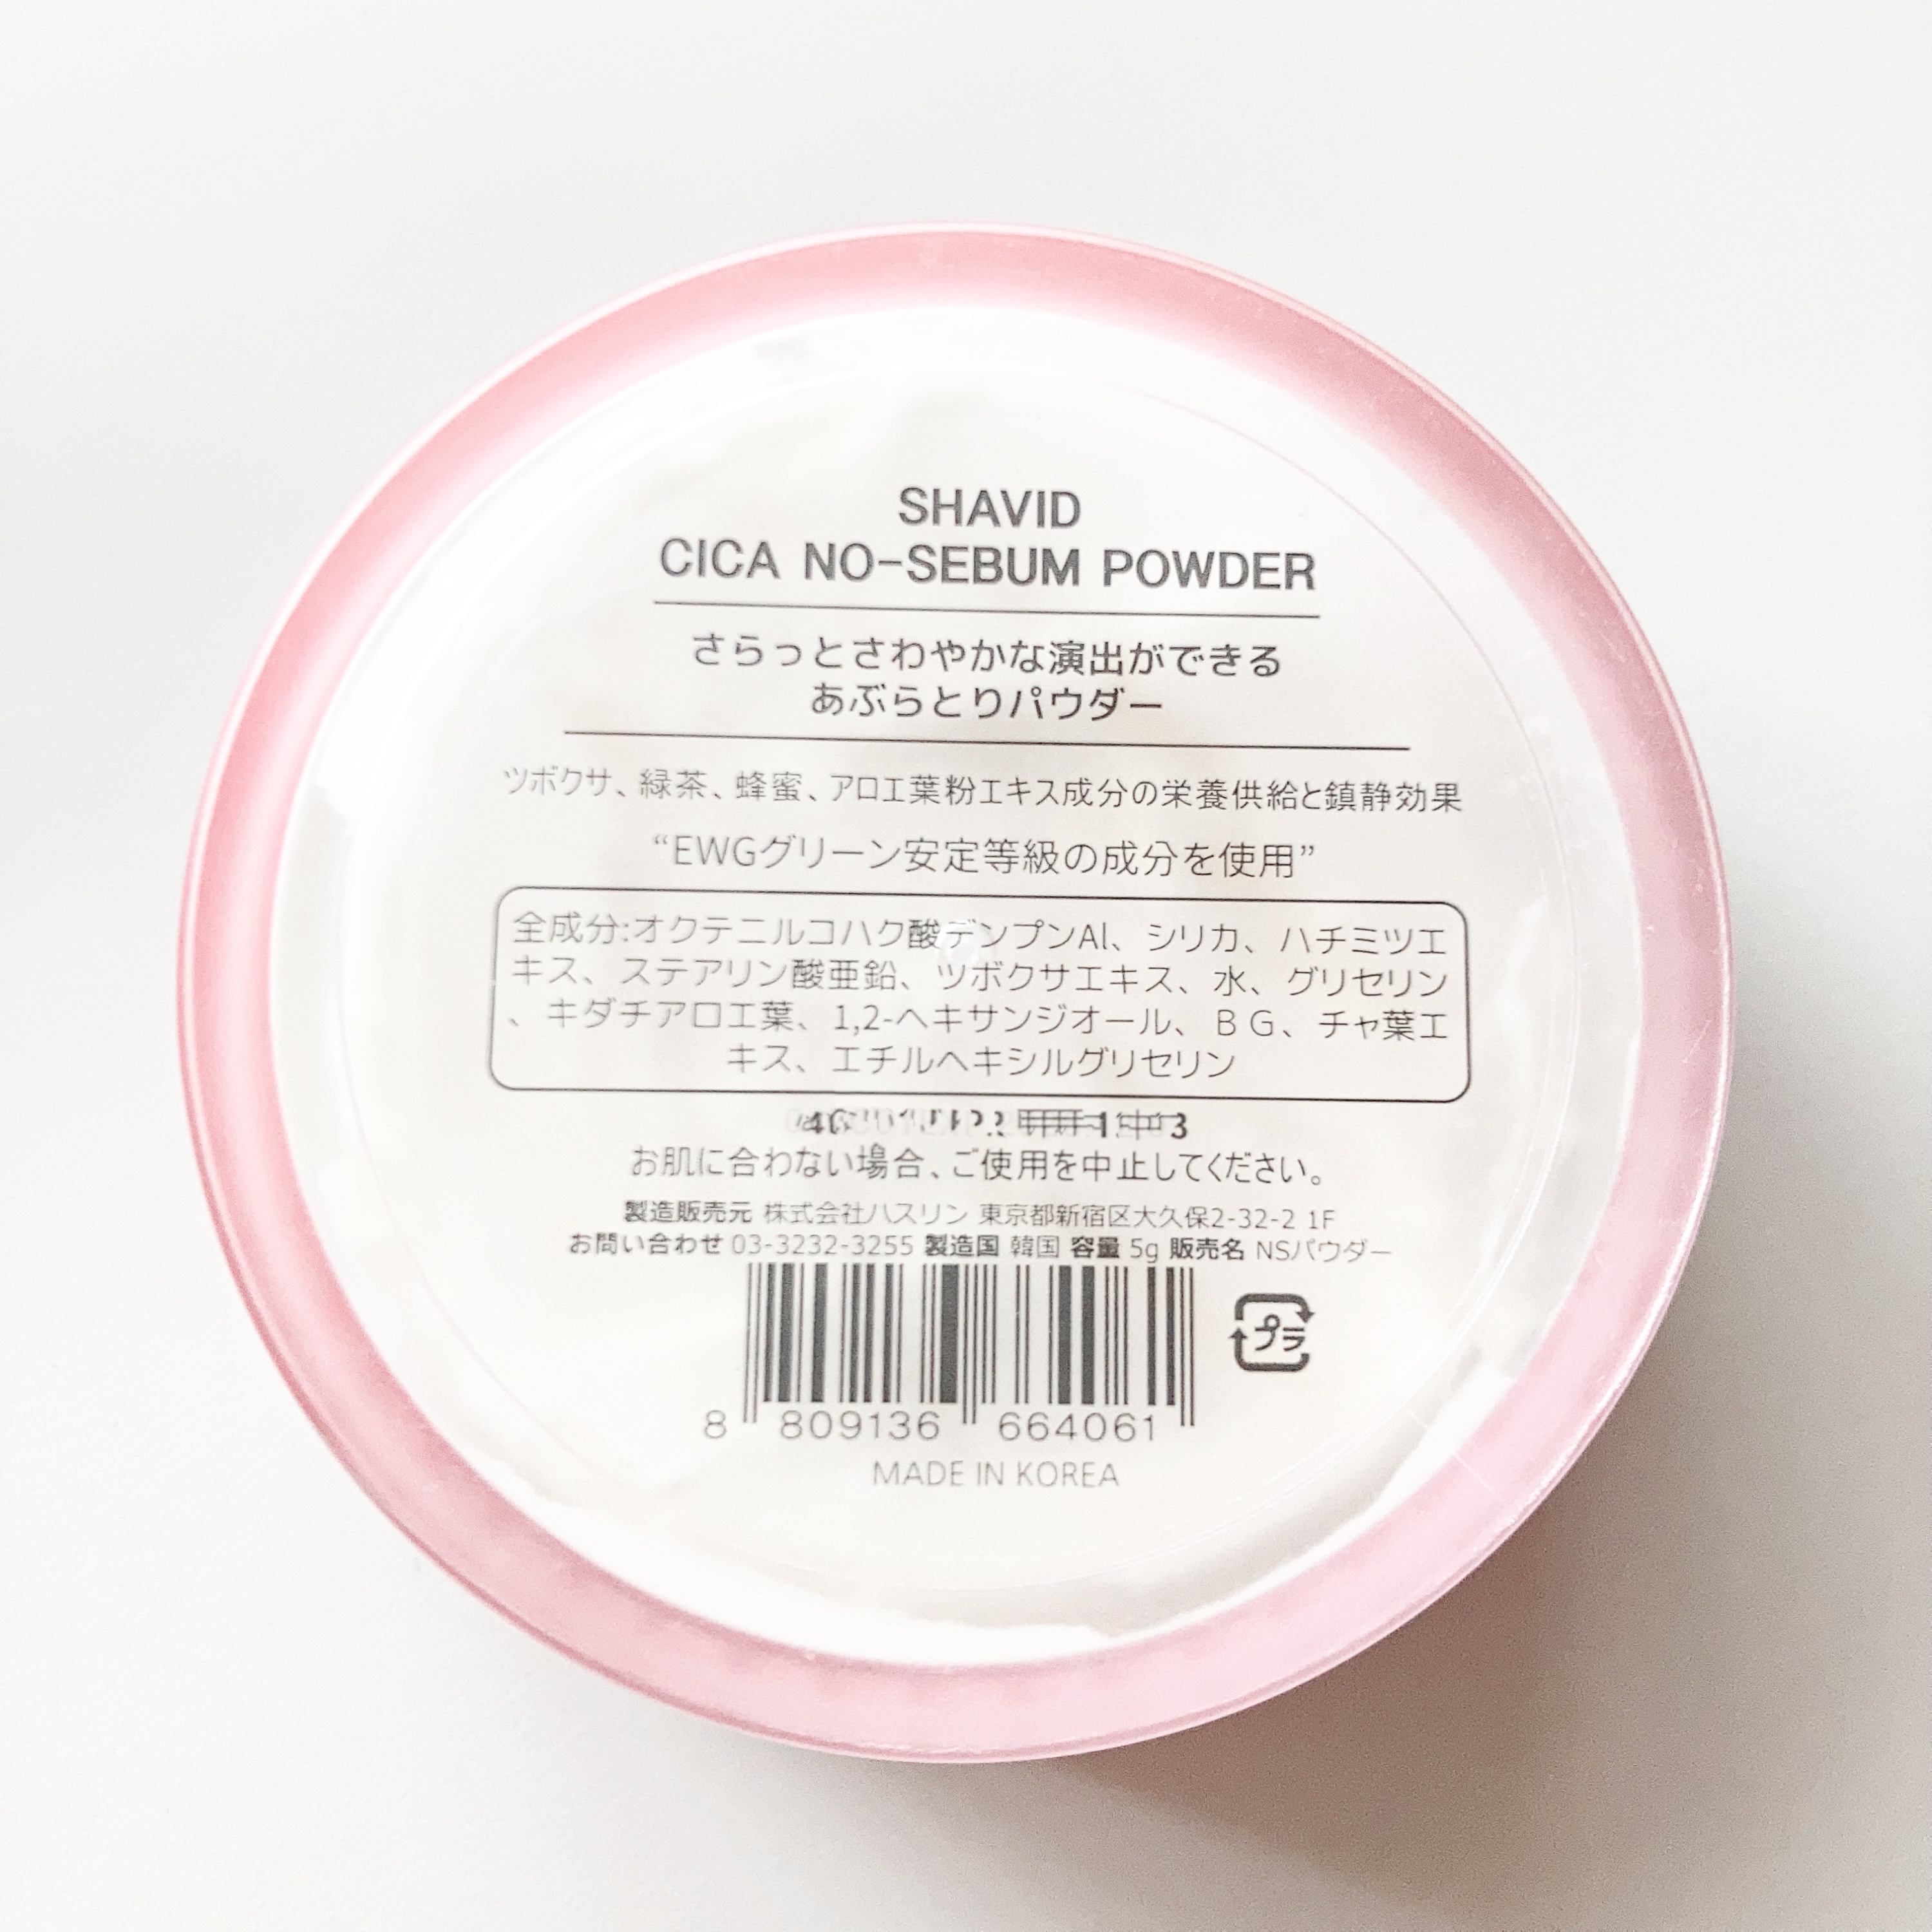 SHAVID
CICA NO-SEBUM POWDER
さらっとさわやかな演出ができる
あぶらとりパウダー
ツボクサ、緑茶、蜂蜜、アロエ葉粉エキス成分の栄養供給と鎮静効果
“EWGグリーン安定等級の成分を使用”
全成分:オクテニルコハク酸デンプンAl、シリカ、ハチミツエ
キス、ステアリン酸亜鉛、ツボクサエキス、水、グリセリン
、キダチアロエ葉、1,2-ヘキサンジオール、ＢＧ、チャ葉エ
キス、エチルヘキシルグリセリン
お肌に合わない場合、ご使用を中止してください。
製造販売元 株式会社ハスリン 東京都新宿区大久保2-32-2 1F
お問い合わせ 03-3232-3255 製造国 韓国 容量 5g 販売名 NSパウダー
プラ
8 809136 664061
MADE IN KOREA